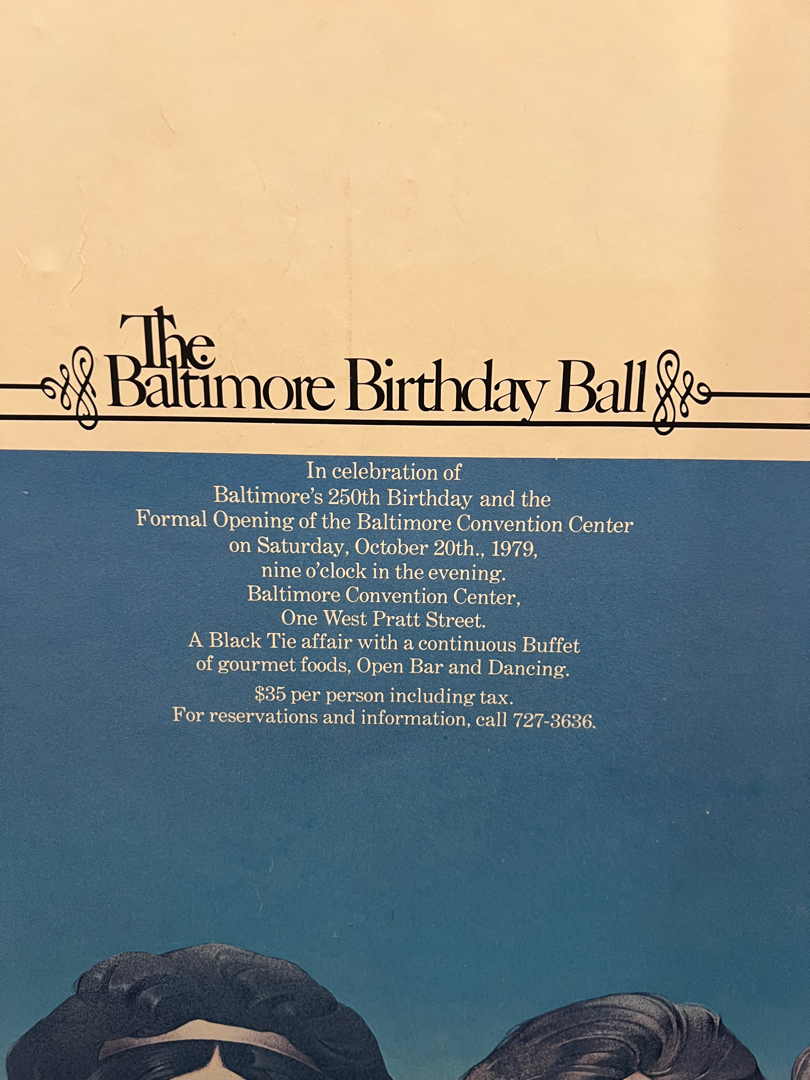 The
Baltimore Birthday Ball
In celebration of
Baltimore's 250th Birthday and the
Formal Opening of the Baltimore Convention Center
on Saturday, October 20th., 1979,
nine o'clock in the evening.
Baltimore Convention Center,
One West Pratt Street.
A Black Tie affair with a continuous Buffet
of gourmet foods, Open Bar and Dancing.
$35 per person including tax.
For reservations and information, call 727-3636.